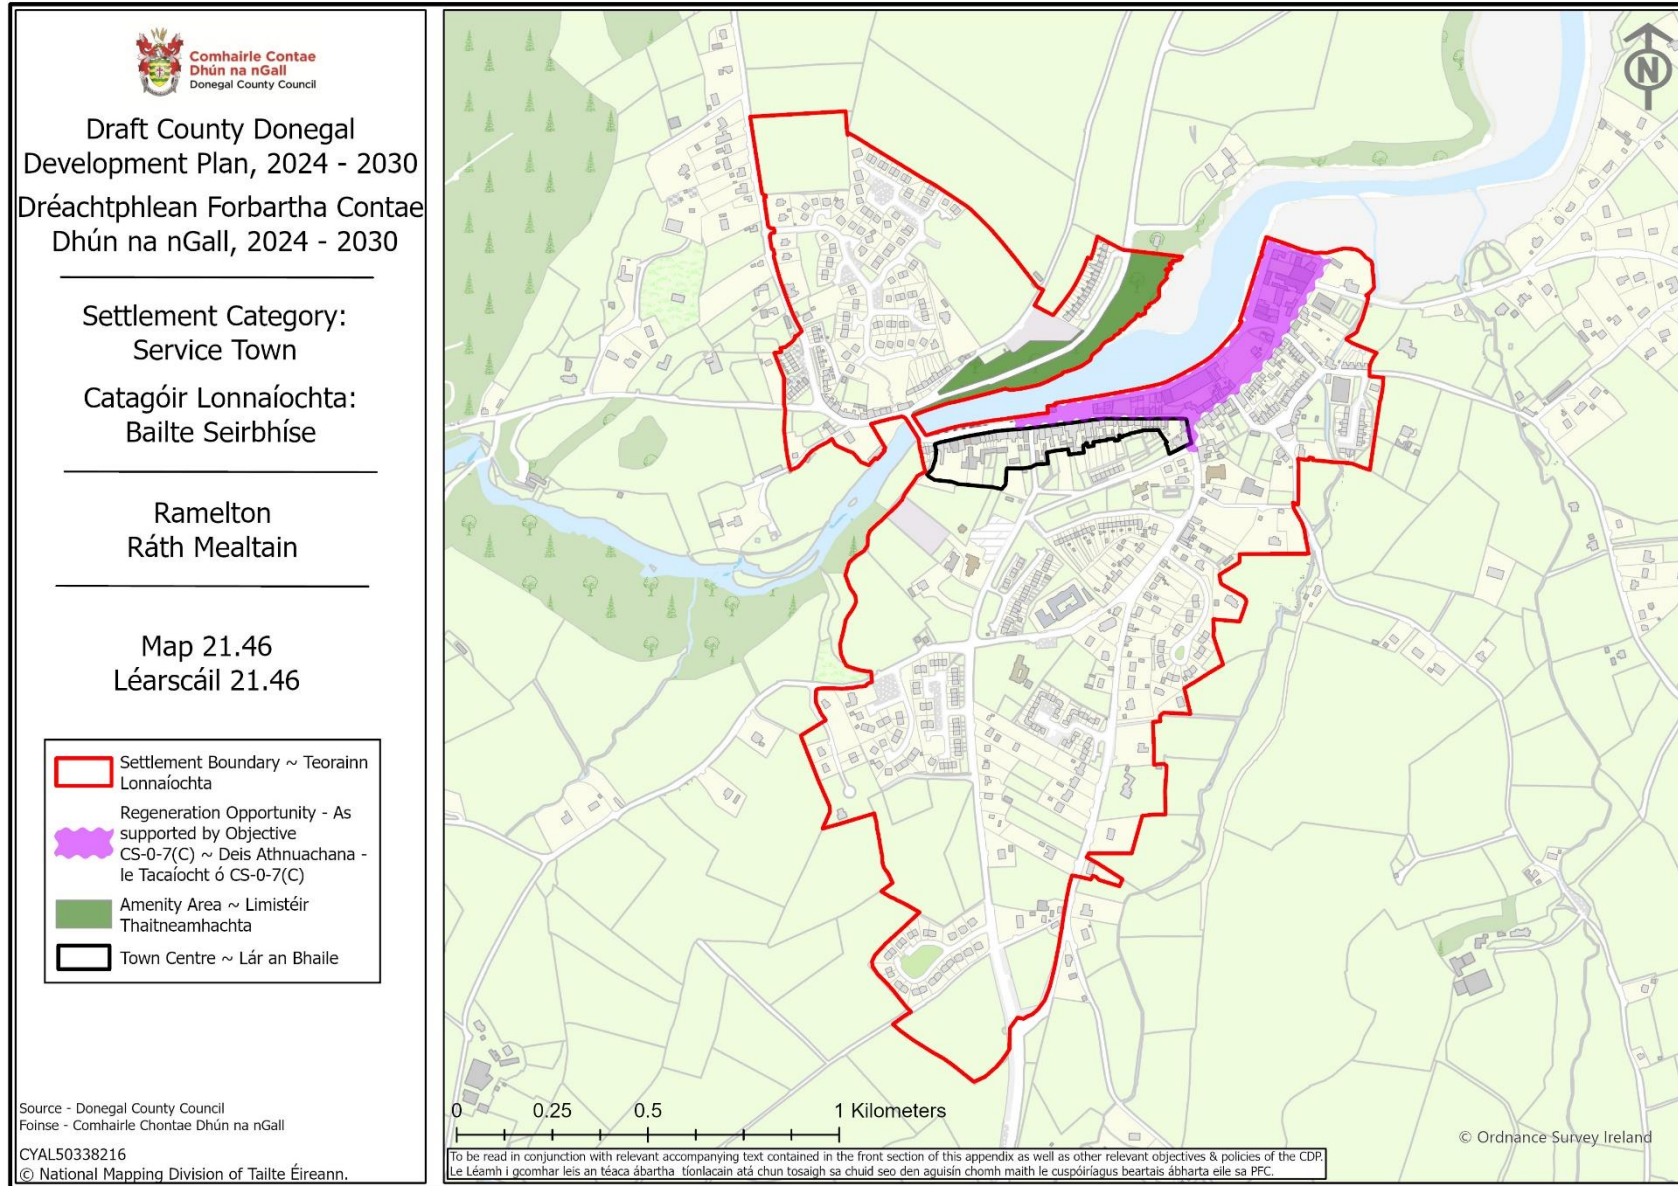 Comhairle Contae
Dhún na nGall
Donegal County Council
Draft County Donegal
Development Plan, 2024 - 2030
Dréachtphlean Forbartha Contae
Dhún na nGall, 2024 - 2030
Settlement Category:
Service Town
Catagóir Lonnaíochta:
Bailte Seirbhíse
Ramelton
Ráth Mealtain
Map 21.46
Léarscáil 21.46
Settlement Boundary ~ Teorainn
Lonnaíochta
Regeneration Opportunity - As
supported by Objective
CS-0-7(C) ~ Deis Athnuachana -
le Tacaíocht ó CS-0-7(C)
Amenity Area ~ Limistéir
Thaitneamhachta
Town Centre ~ Lár an Bhaile
Source - Donegal County Council
Foinse - Comhairle Chontae Dhún na nGall
CYAL50338216
© National Mapping Division of Tailte Éireann.
N
0 0.25 0.5 1 Kilometers
© Ordnance Survey Ireland
To be read in conjunction with relevant accompanying text contained in the front section of this appendix as well as other relevant objectives & policies of the CDP.
Le Léamh i gcomhar leis an téaca ábartha tíonlacain atá chun tosaigh sa chuid seo den aguisín chomh maith le cuspóiríagus beartais ábharta eile sa PFC.